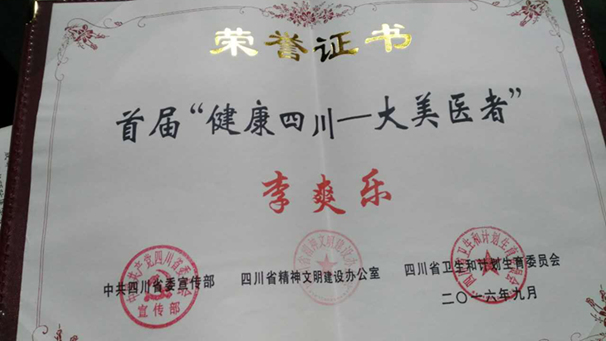 荣誉证书
首届“健康四川—大美医者”
李爽乐
中共四川省委宣传部 四川省精神文明建设办公室 四川省卫生和计划生育委员会
宣传部
二〇一六年九月